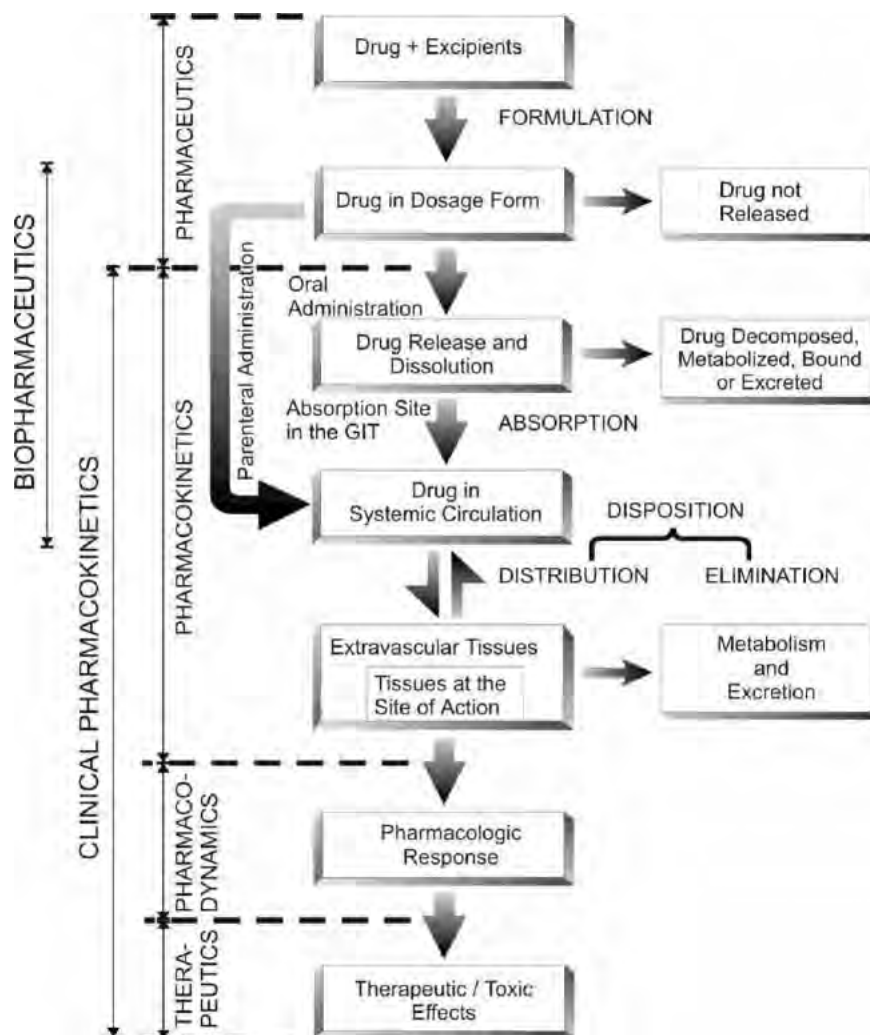 Drug + Excipients
FORMULATION
Drug in Dosage Form
Drug not
Released
Oral
Administration
Drug Release and
Dissolution
Drug Decomposed,
Metabolized, Bound
or Excreted
Absorption Site
in the GIT
ABSORPTION
Drug in
Systemic Circulation
DISPOSITION
DISTRIBUTION
ELIMINATION
Extravascular Tissues
Tissues at the
Site of Action
Metabolism
and
Excretion
Pharmacologic
Response
Therapeutic / Toxic
Effects
BIOPHARMACEUTICS
CLINICAL PHARMACOKINETICS
PHARMACEUTICS
PHARMACOKINETICS
PHARMACO-
DYNAMICS
THERA-
PEUTICS
Parenteral Administration